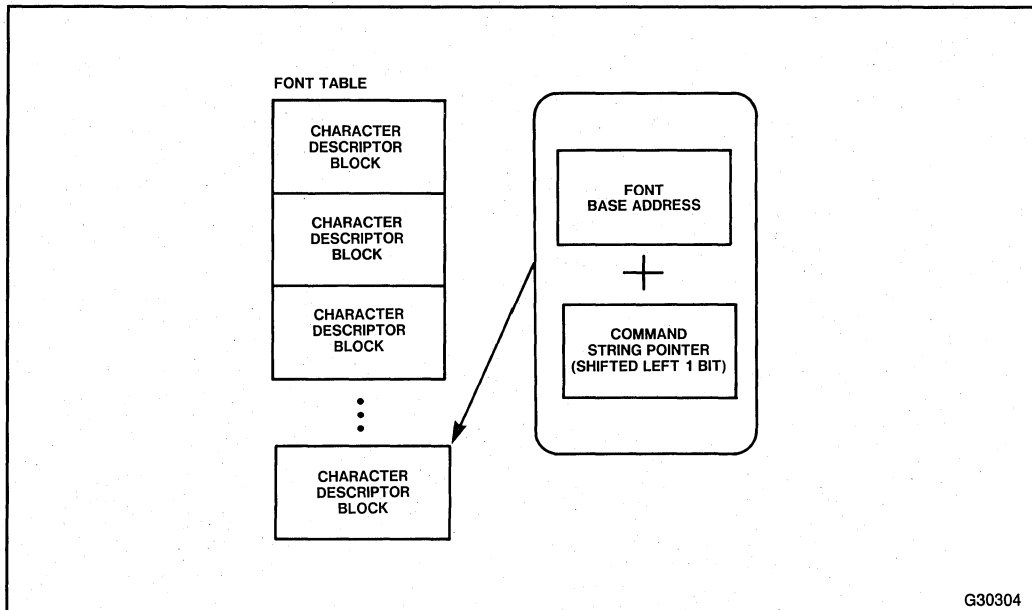 FONT TABLE
CHARACTER
DESCRIPTOR
BLOCK
CHARACTER
DESCRIPTOR
BLOCK
CHARACTER
DESCRIPTOR
BLOCK
CHARACTER
DESCRIPTOR
BLOCK
FONT
BASE ADDRESS
+
COMMAND
STRING POINTER
(SHIFTED LEFT 1 BIT)
G30304